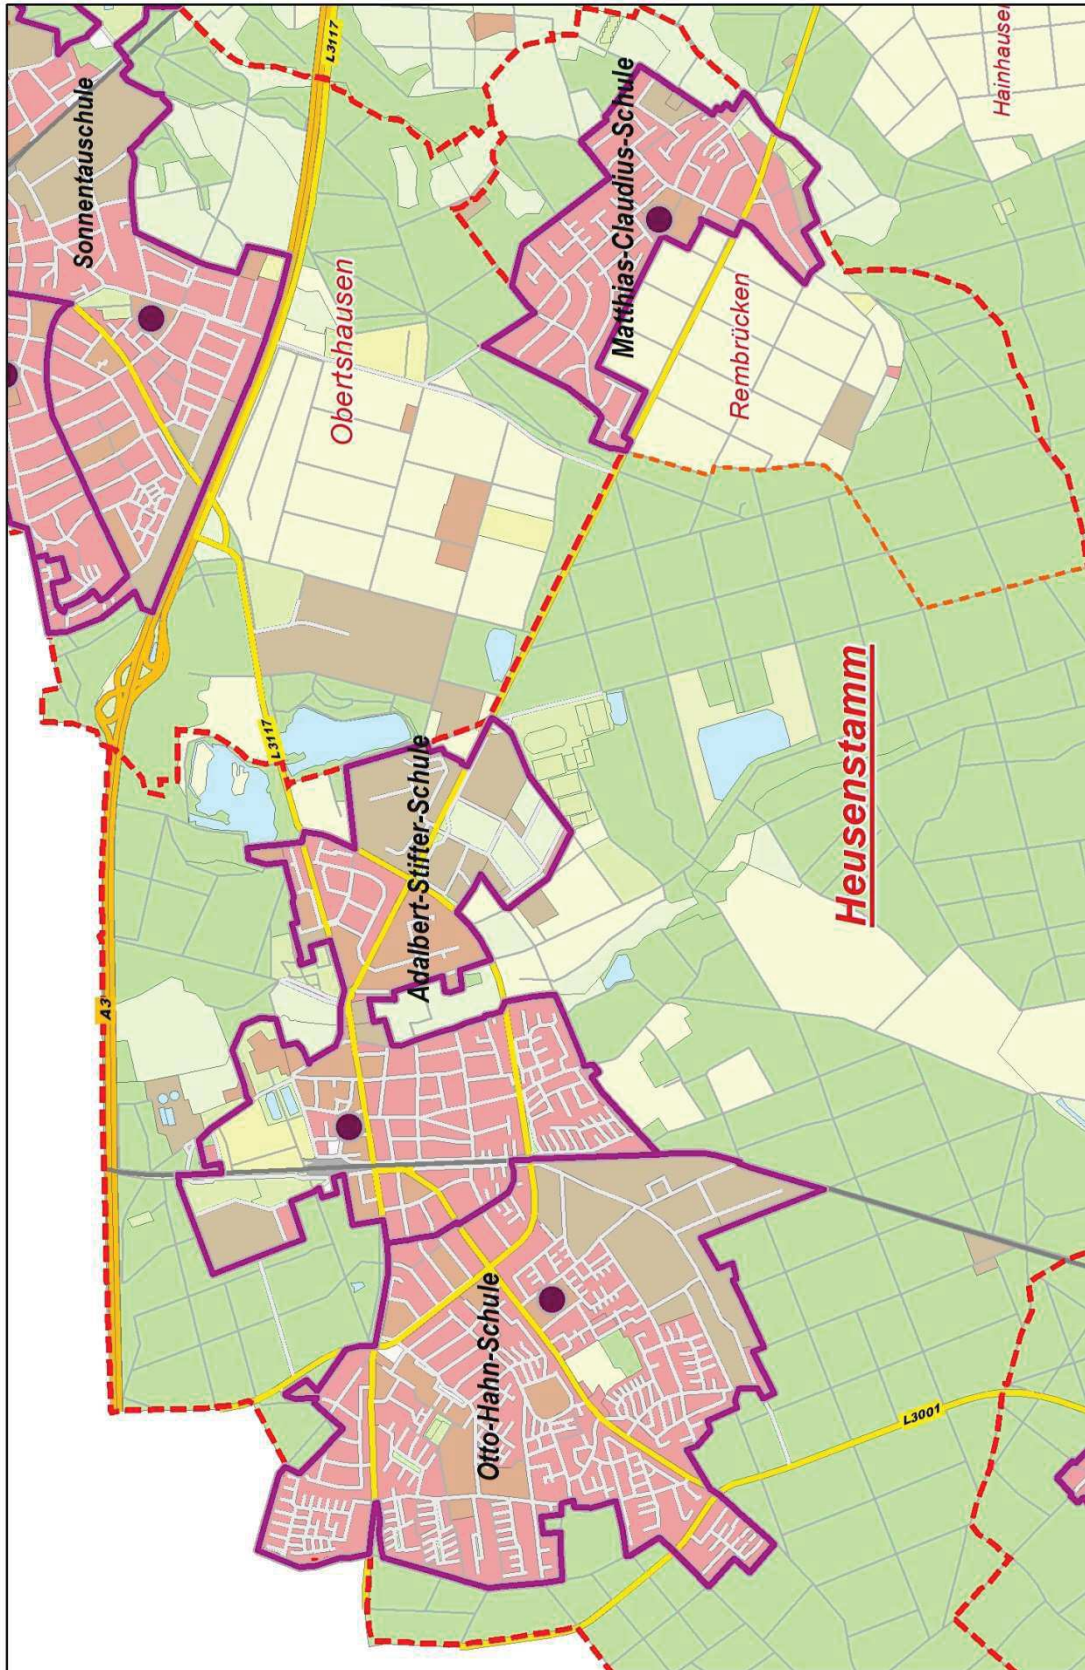 Sonnentauschule
L3117
Hainhausen
Matthias-Claudius-Schule
Obertshausen
Rembrücken
L3117
Adalbert-Stifter-Schule
Heusenstamm
A3
Otto-Hahn-Schule
L3001